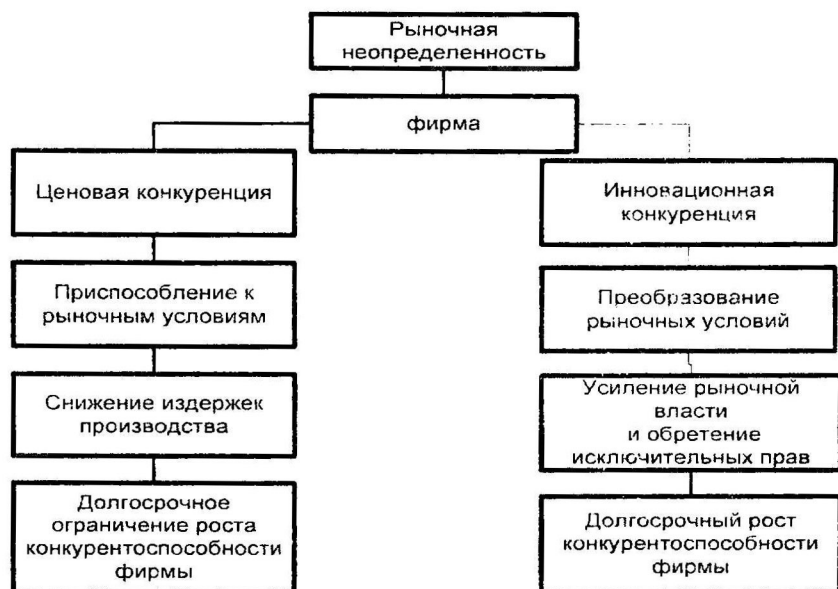 Рыночная
неопределенность
фирма
Ценовая конкуренция
Приспособление к
рыночным условиям
Снижение издержек
производства
Долгосрочное
ограничение роста
конкурентоспособности
фирмы
Инновационная
конкуренция
Преобразование
рыночных условий
Усиление рыночной
власти
и обретение
исключительных прав
Долгосрочный рост
конкурентоспособности
фирмы